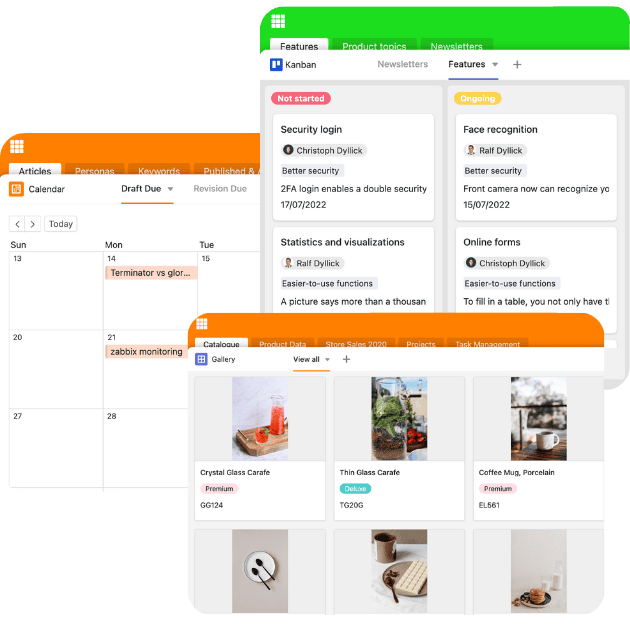 Features Product topics Newsletters
Kanban Newsletters Features
Not started
Security login
Christoph Dyllick
Better security
2FA login enables a double security
17/07/2022
Statistics and visualizations
Ralf Dyllick
Easier-to-use functions
A picture says more than a thousan
Ongoing
Face recognition
Ralf Dyllick
Better security
Front camera now can recognize yo
15/07/2022
Online forms
Christoph Dyllick
Easier-to-use functions
To fill in a table, you not only have t
Articles Personas Keywords Published & A
Calendar Draft Due Revision Due
Today
Sun Mon Tue
13 14 15
Terminator vs glor...
20 21
zabbix monitoring
27 28
Catalogue Product Data Store Sales 2020 Projects Task Management
Gallery View all
Crystal Glass Carafe
Premium
GG124
Thin Glass Carafe
Deluxe
TG20G
Coffee Mug, Porcelain
Premium
EL561